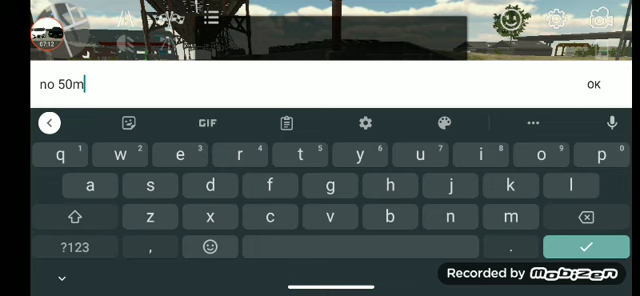 07:12
no 50m
OK
GIF
q 1 w 2 e 3 r 4 t 5 y 6 u 7 i 8 o 9 p 0
a s d f g h j k l
z x c v b n m
?123 , .
Recorded by MOBIZEN